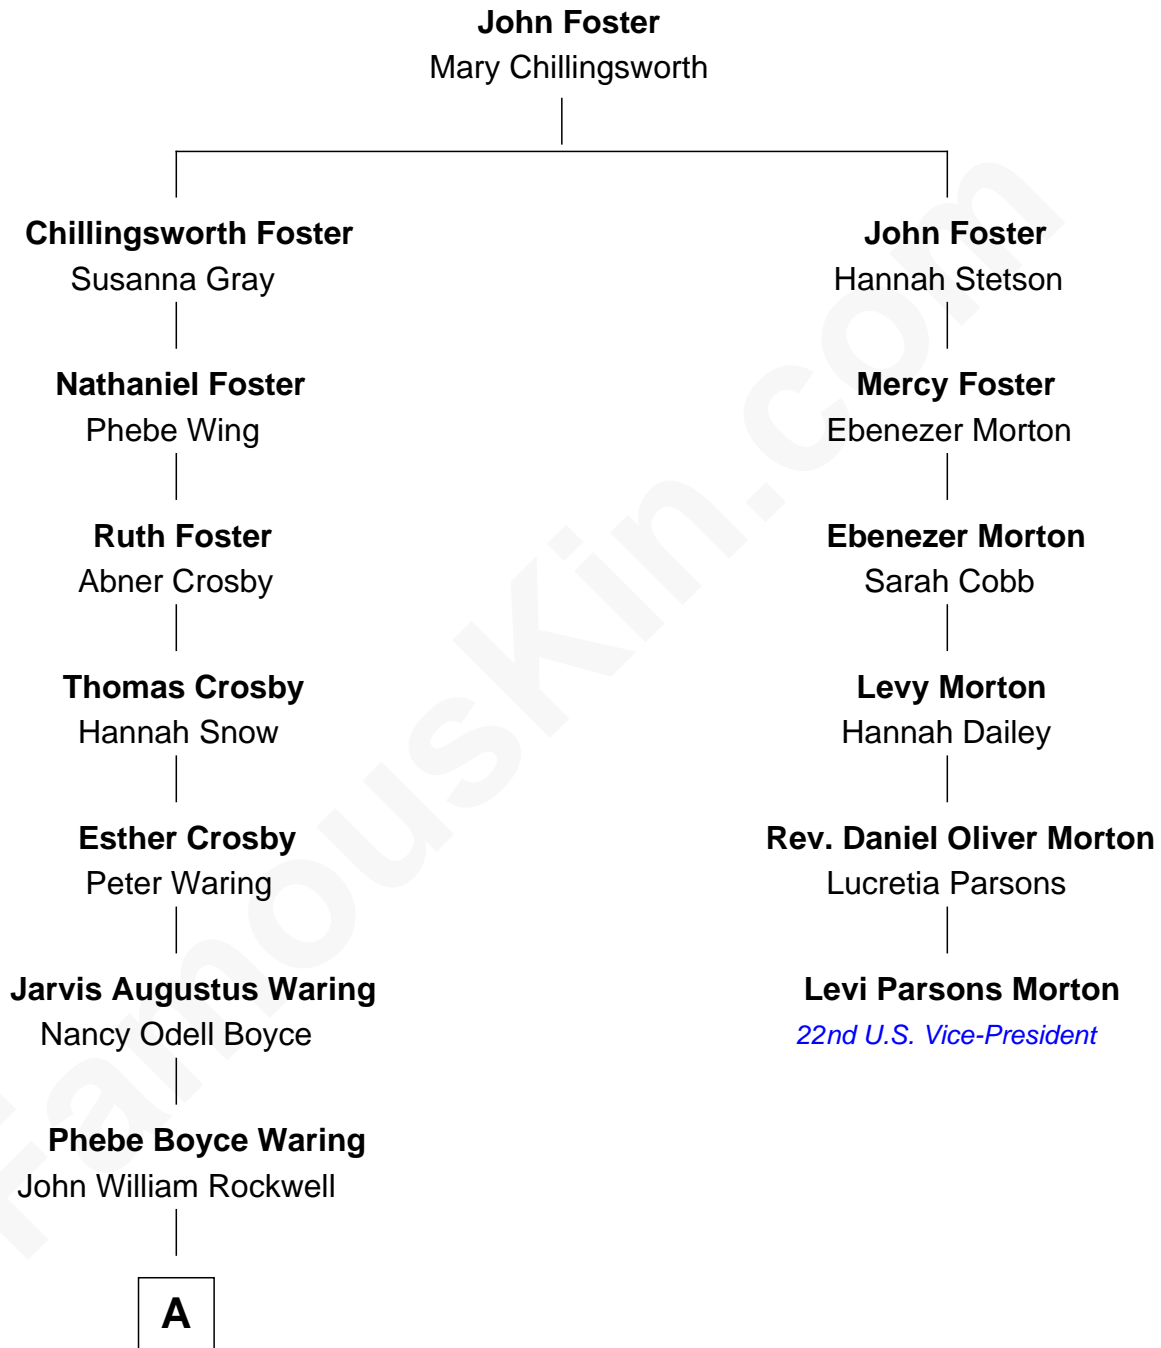 John Foster
Mary Chillingsworth
Chillingsworth Foster
Susanna Gray
John Foster
Hannah Stetson
Nathaniel Foster
Phebe Wing
Mercy Foster
Ebenezer Morton
Ruth Foster
Abner Crosby
Ebenezer Morton
Sarah Cobb
Thomas Crosby
Hannah Snow
Levy Morton
Hannah Dailey
Esther Crosby
Peter Waring
Rev. Daniel Oliver Morton
Lucretia Parsons
Jarvis Augustus Waring
Nancy Odell Boyce
Levi Parsons Morton
22nd U.S. Vice-President
Phebe Boyce Waring
John William Rockwell
A
FamousKin.com